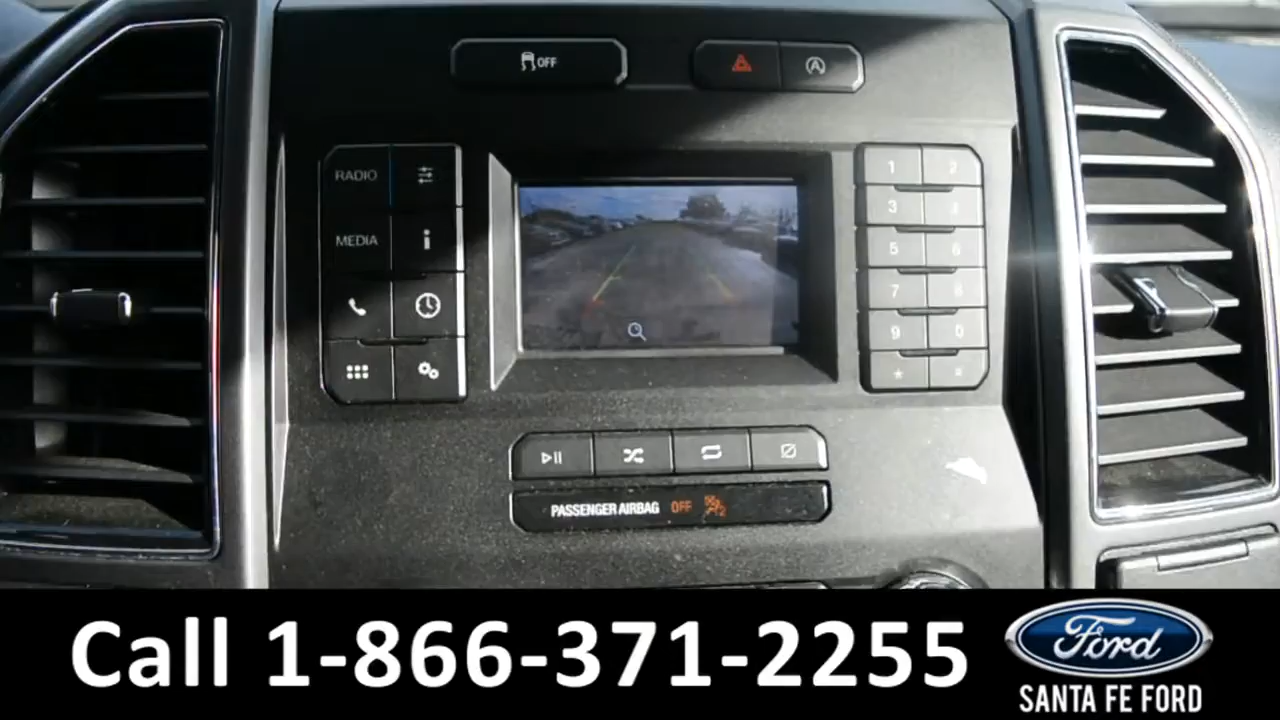 OFF
A
RADIO
MEDIA
1 2
3
5 6
7 8
9 0
*
PASSENGER AIRBAG OFF
Call 1-866-371-2255
Ford
SANTA FE FORD